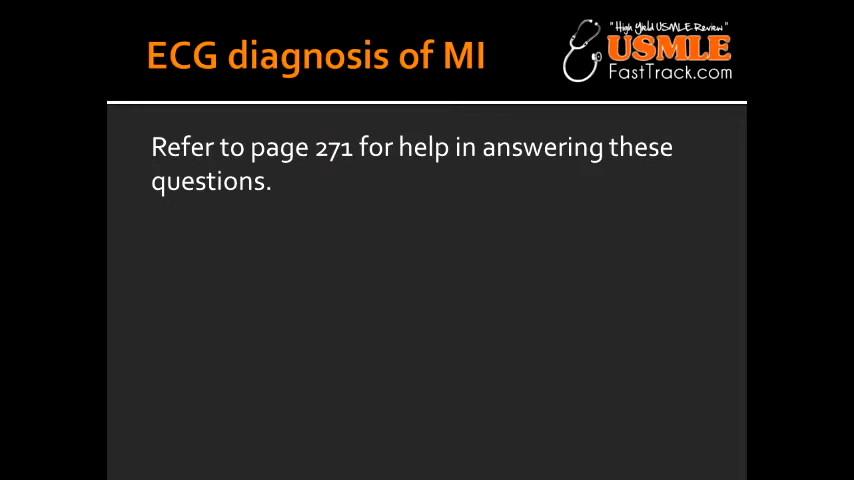 ECG diagnosis of MI
"High Yield USMLE Review"
USMLE
FastTrack.com
Refer to page 271 for help in answering these
questions.